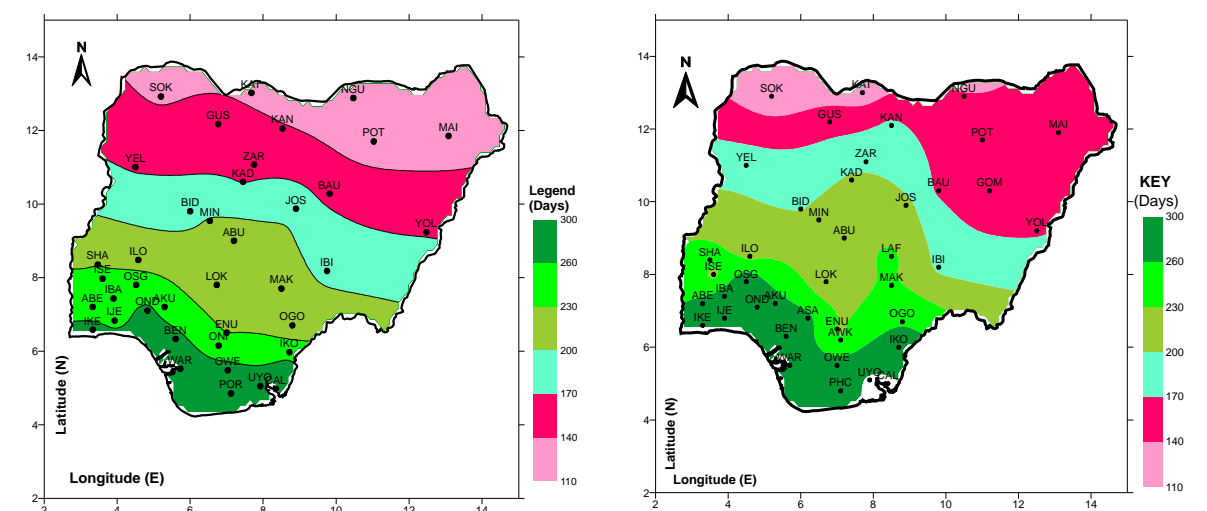 14
12
10
8
6
4
2
2
4
6
8
10
12
14
N
SOK
KAT
NGU
GUS
KAN
POT
MAI
YEL
ZAR
KAD
BAU
BID
MIN
JOS
YOL
ABU
SHA
ILO
ISE
OSG
IBI
IBA
LOK
MAK
ABE
AKU
OND
IJE
IKE
BEN
ENU
OGO
ONI
IKO
WAR
OWE
POR
UYO
CAL
Latitude (N)
Longitude (E)
Legend
(Days)
300
260
230
200
170
140
110
14
12
10
8
6
4
2
2
4
6
8
10
12
14
N
SOK
KAT
NGU
GUS
KAN
POT
MAI
YEL
ZAR
KAD
BAU
GOM
BID
MIN
JOS
YOL
ABU
SHA
ILO
LAF
IBI
ISE
OSG
LOK
MAK
ABE
IBA
OND
AKU
IKE
IJE
ASA
BEN
ENU
AWK
OGO
IKO
WAR
OWE
UYO
CAL
PHC
Latitude (N)
Longitude (E)
KEY
(Days)
300
260
230
200
170
140
110